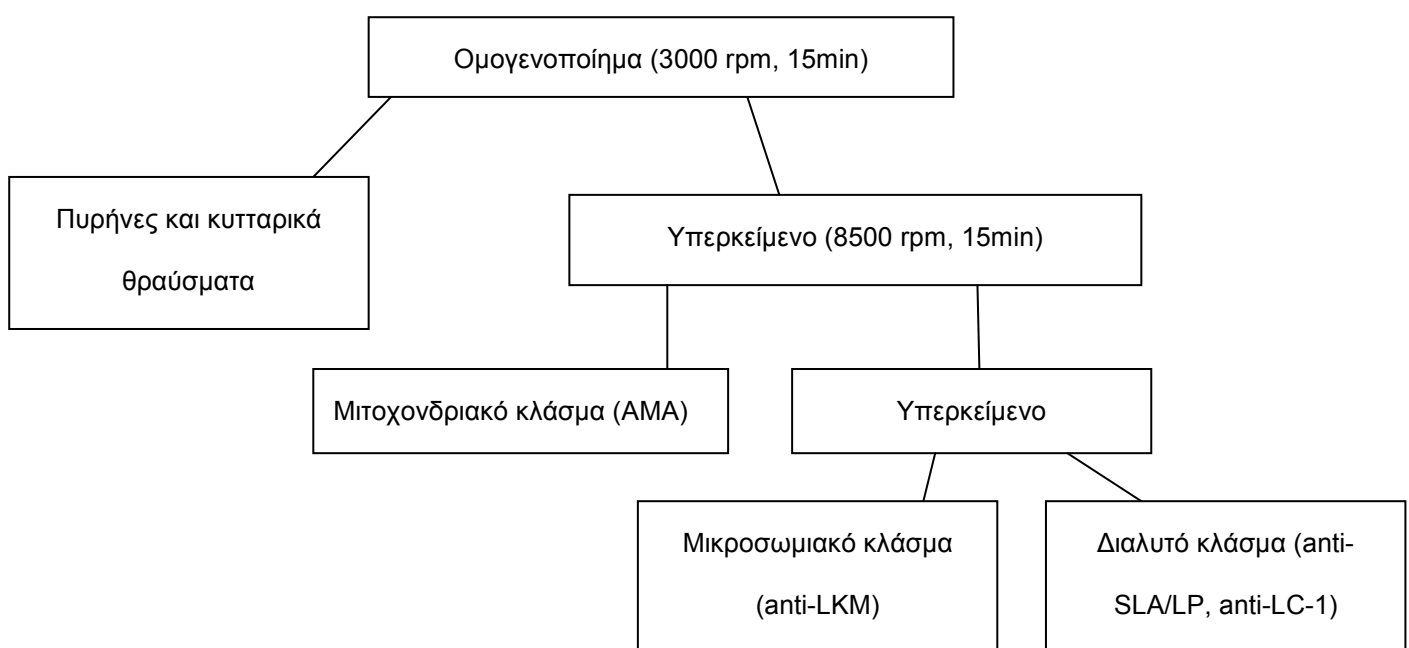 Ομογενοποίημα (3000 rpm, 15min)
Πυρήνες και κυτταρικά
θραύσματα
Υπερκείμενο (8500 rpm, 15min)
Μιτοχονδριακό κλάσμα (AMA)
Υπερκείμενο
Μικροσωμιακό κλάσμα
(anti-LKM)
Διαλυτό κλάσμα (anti-
SLA/LP, anti-LC-1)